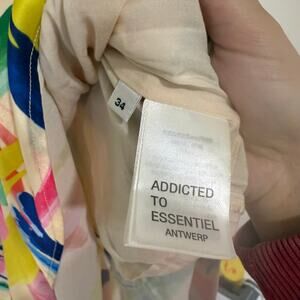 34
ADDICTED
TO
ESSENTIEL
ANTWERP